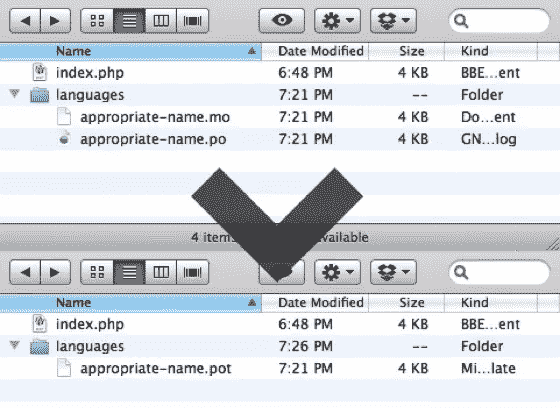 Name Date Modified Size Kind
index.php 6:48 PM 4 KB BBE...ent
languages 7:21 PM -- Folder
appropriate-name.mo 7:21 PM 4 KB Do...ent
appropriate-name.po 7:21 PM 4 KB GN...log
4 items available
Name Date Modified Size Kind
index.php 6:48 PM 4 KB BBE...ent
languages 7:26 PM -- Folder
appropriate-name.pot 7:21 PM 4 KB Mi...late